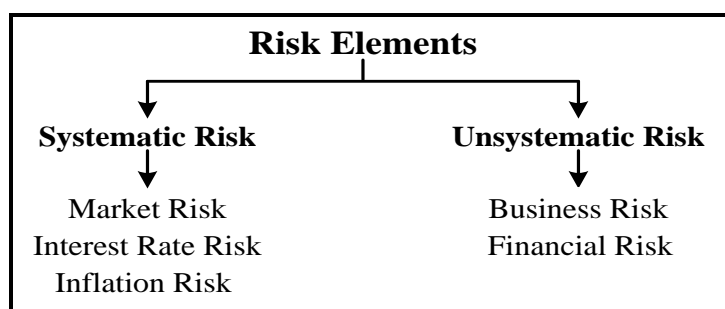 Risk Elements
Systematic Risk
Market Risk
Interest Rate Risk
Inflation Risk
Unsystematic Risk
Business Risk
Financial Risk